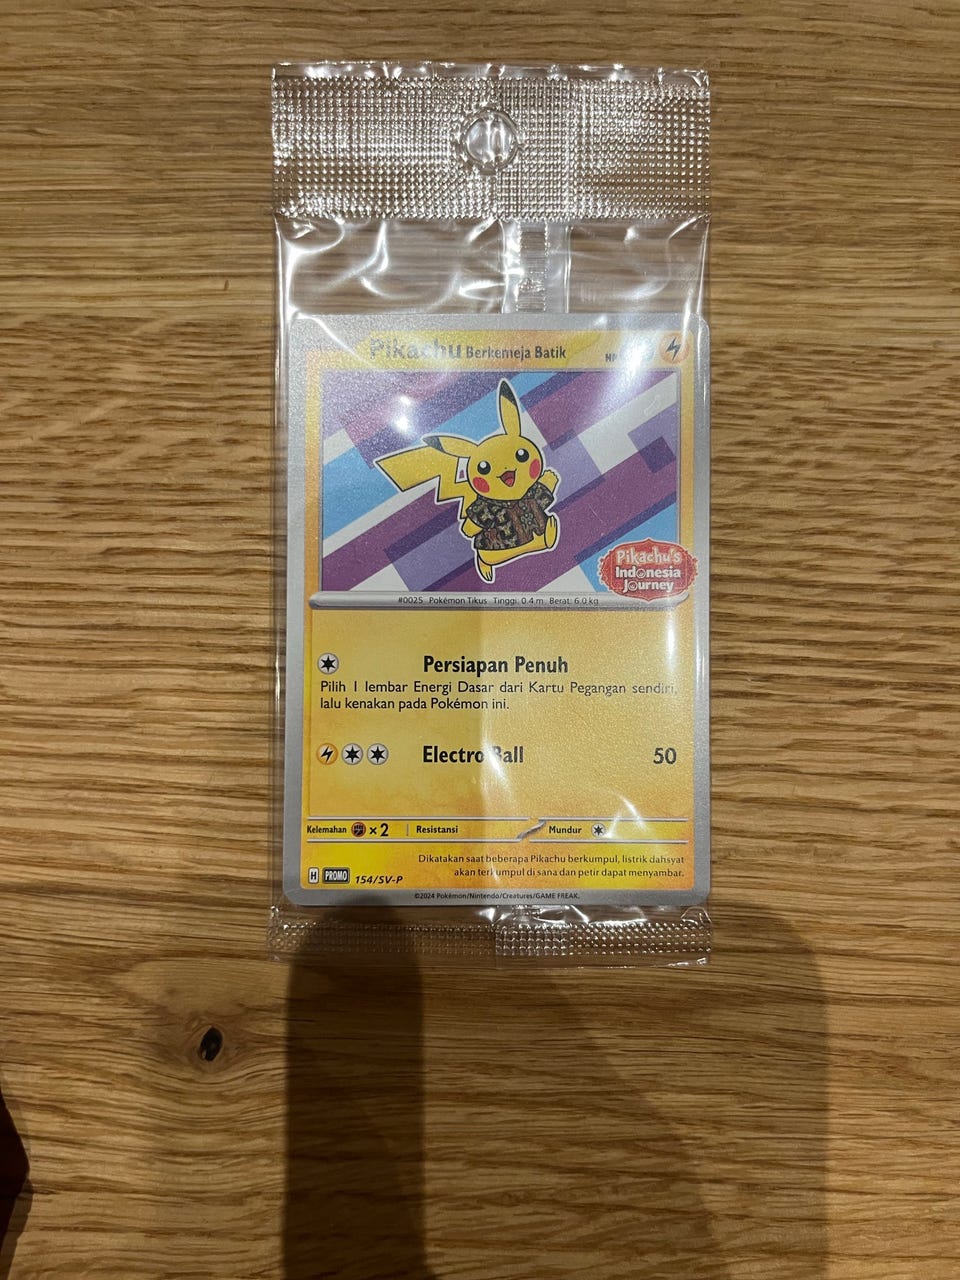 Pikachu Berkemeja Batik
Pikachu's
Indonesia
Journey
#0025 Pokémon Tikus Tinggi: 0.4 m Berat: 6.0 kg
Persiapan Penuh
Pilih 1 lembar Energi Dasar dari Kartu Pegangan sendiri,
lalu kenakan pada Pokémon ini.
Electro Ball 50
Kelemahan ×2 Resistansi Mundur
Dikatakan saat beberapa Pikachu berkumpul, listrik dahsyat
akan terkumpul di sana dan petir dapat menyambar.
H PROMO 154/SV-P
©2024 Pokémon/Nintendo/Creatures/GAME FREAK.